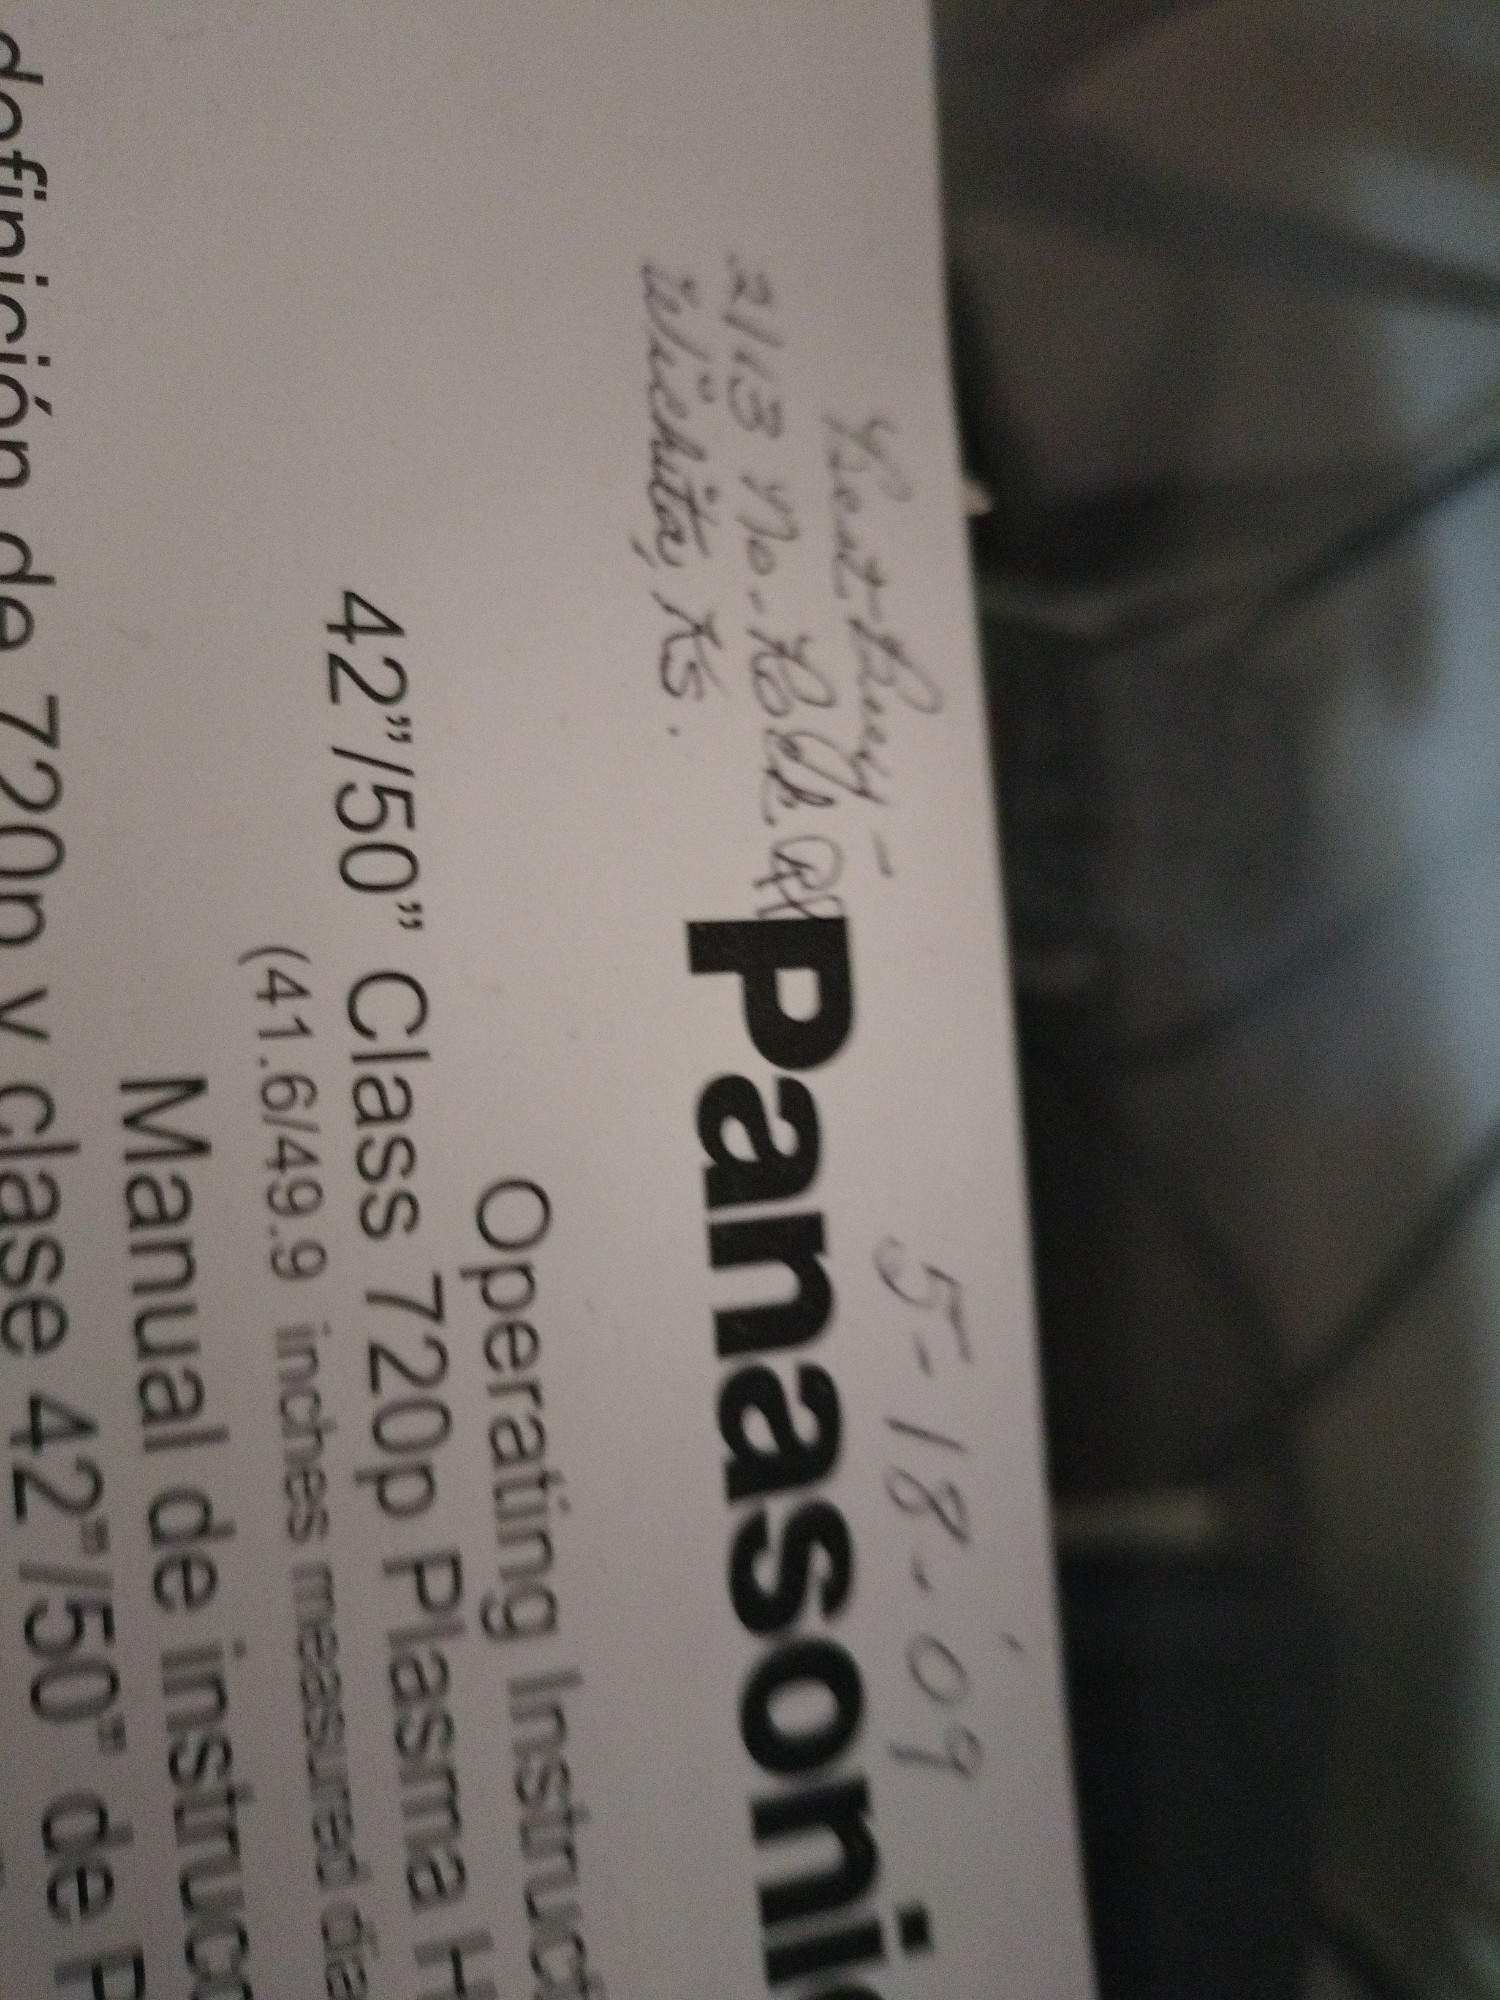 Best-Buy-
2113 No. Rock Rd
Wichita, Ks.
5-18-09
Panasonic
Operating Instruc
42"/50" Class 720p Plasma H
(41.6/49.9 inches measured dia
Manual de instruc
definición de 720p y clase 42"/50" de P